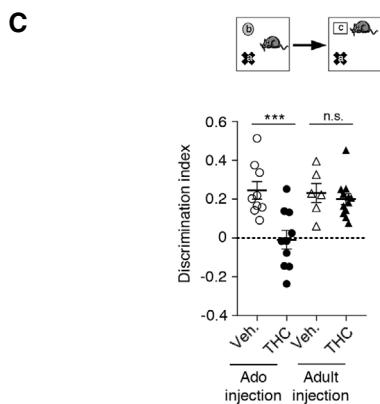 C
b
c
a
a
***
n.s.
0.6
0.4
0.2
0
-0.2
-0.4
Discrimination index
Veh.
THC
Veh.
THC
Ado
injection
Adult
injection